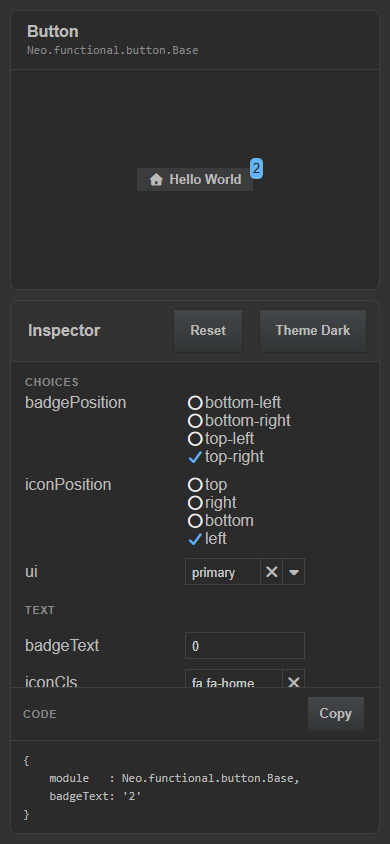 Button
Neo.functional.button.Base
Hello World
2
Inspector
Reset
Theme Dark
CHOICES
badgePosition
bottom-left
bottom-right
top-left
top-right
iconPosition
top
right
bottom
left
ui
primary
TEXT
badgeText
0
iconCls
fa fa-home
CODE
Copy
{
    module   : Neo.functional.button.Base,
    badgeText: '2'
}